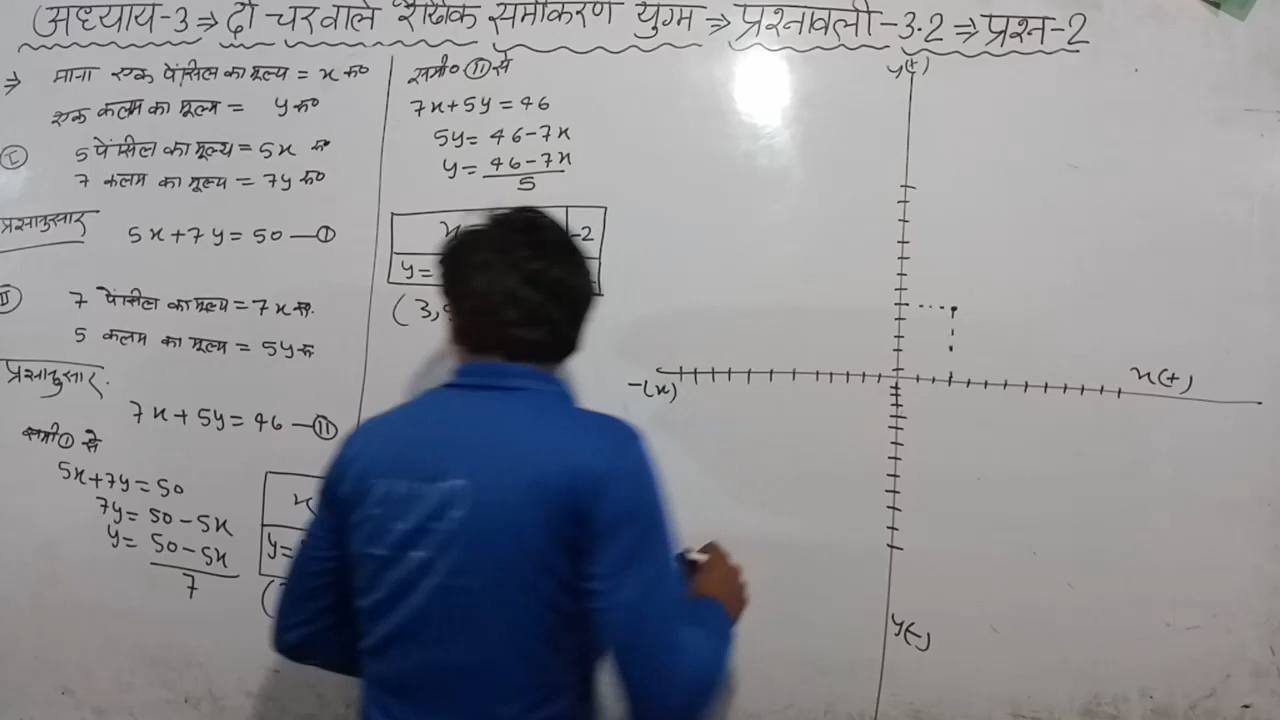 अध्याय-3⇒ दो चर वाले रैखिक समीकरण युग्म ⇒ प्रश्नावली-3.2 ⇒ प्रश्न-2
⇒ माना एक पेंसिल का मूल्य = x रु०
एक कलम का मूल्य = y रु०
Ⓘ 5 पेंसिल का मूल्य = 5x रु०
7 कलम का मूल्य = 7y रु०
प्रश्नानुसार
5x+7y = 50 —Ⓘ
ⒾⒾ 7 पेंसिल का मूल्य = 7x रु.
5 कलम का मूल्य = 5y रु
प्रश्नानुसार.
7x+5y = 46 —Ⓘ Ⓘ
समी० Ⓘ से
5x+7y = 50
7y = 50-5x
y = 50-5x
7
x
y=
(
समी० ⑪ से
7x+5y = 46
5y = 46-7x
y = 46-7x
5
x -2
y=
(3,
y(+)
-(x)
x(+)
y(-)